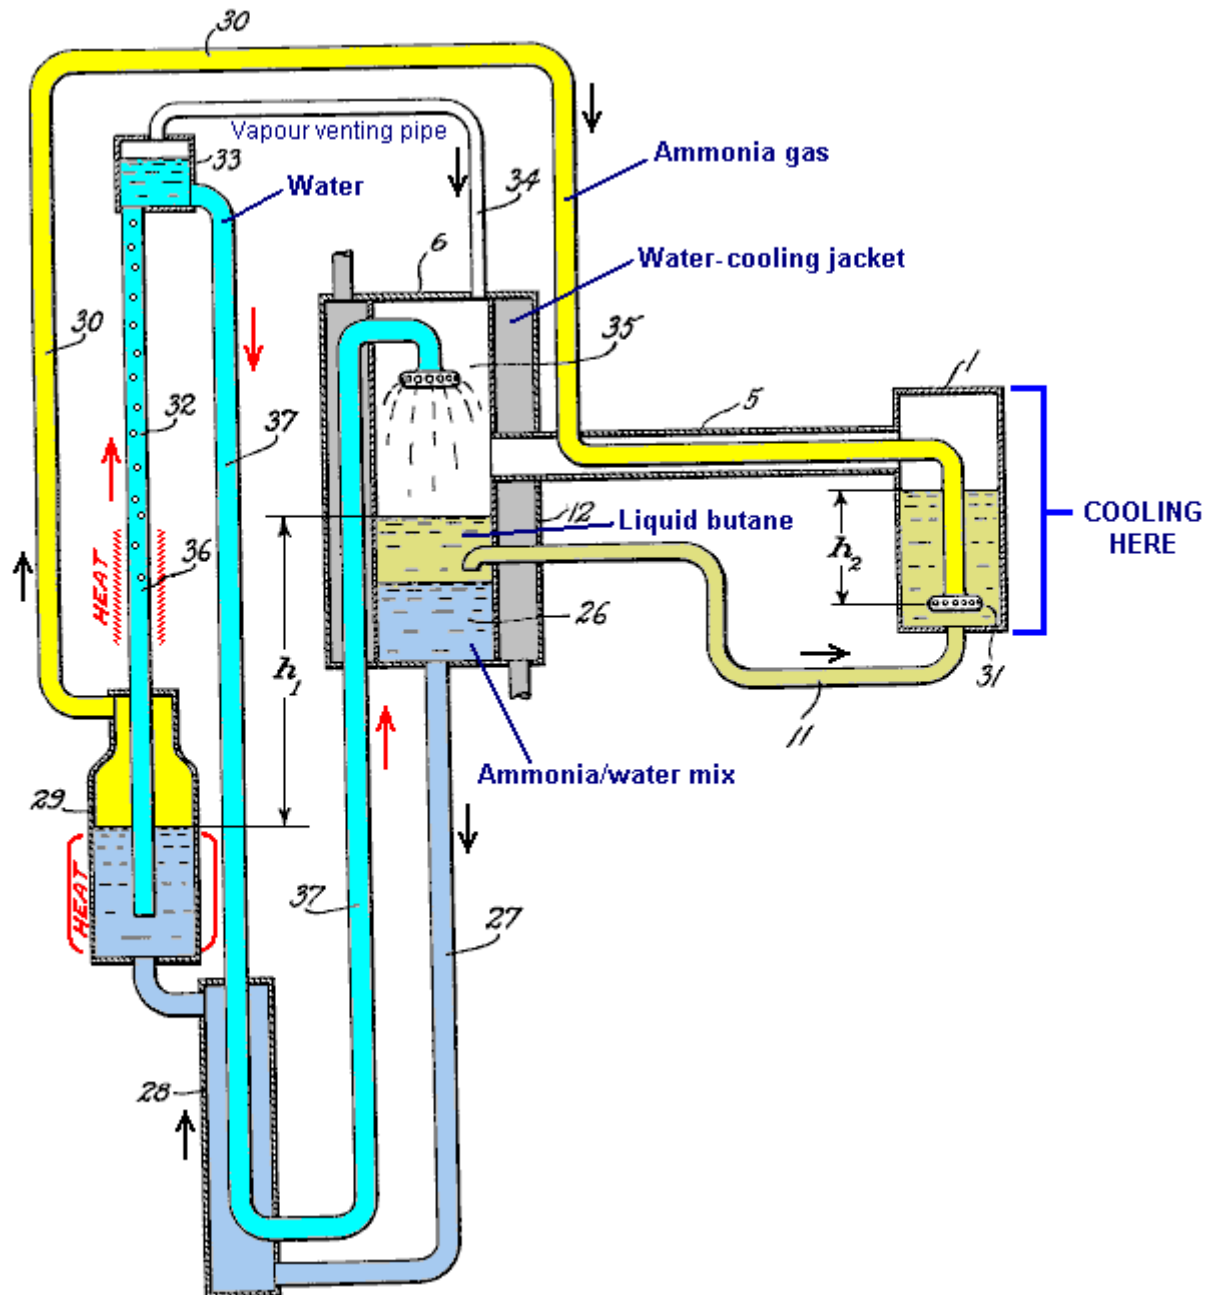 30
Vapour venting pipe
33
Ammonia gas
Water
34
6
Water-cooling jacket
30
35
1
5
32
37
12
Liquid butane
COOLING
HERE
h2
HEAT
36
26
h1
31
11
Ammonia/water mix
29
HEAT
37
27
28